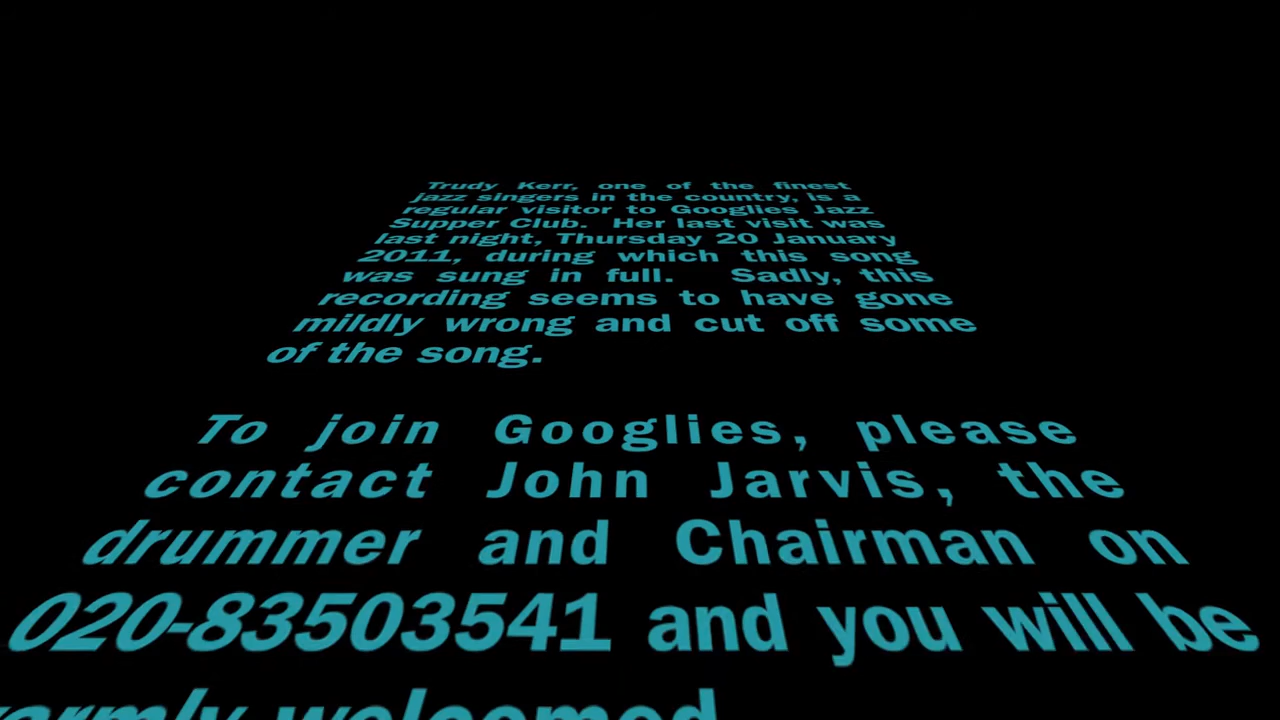 Trudy Kerr, one of the finest
jazz singers in the country, is a
regular visitor to Googlies Jazz
Supper Club. Her last visit was
last night, Thursday 20 January
2011, during which this song
was sung in full. Sadly, this
recording seems to have gone
mildly wrong and cut off some
of the song.
To join Googlies, please
contact John Jarvis, the
drummer and Chairman on
020-83503541 and you will be
welcomed